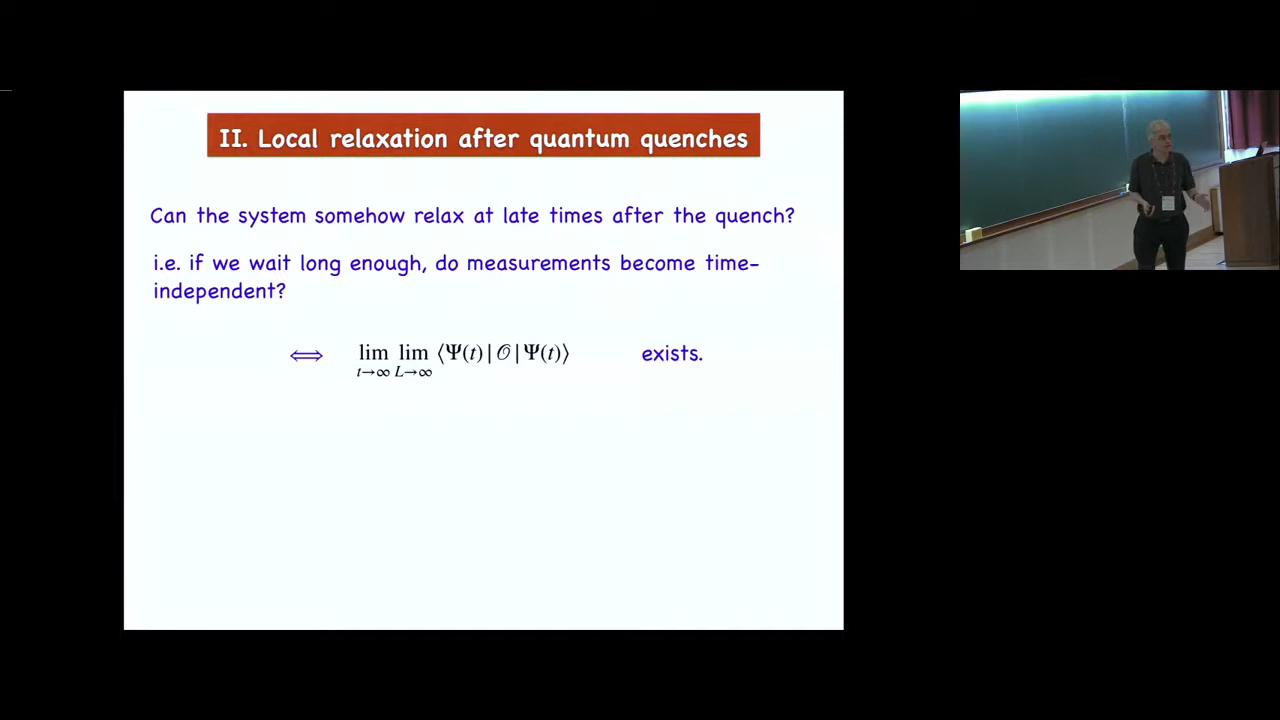 II. Local relaxation after quantum quenches
Can the system somehow relax at late times after the quench?
i.e. if we wait long enough, do measurements become time-
independent?
⟺ lim lim ⟨Ψ(t)|𝒪|Ψ(t)⟩ exists.
t→∞ L→∞